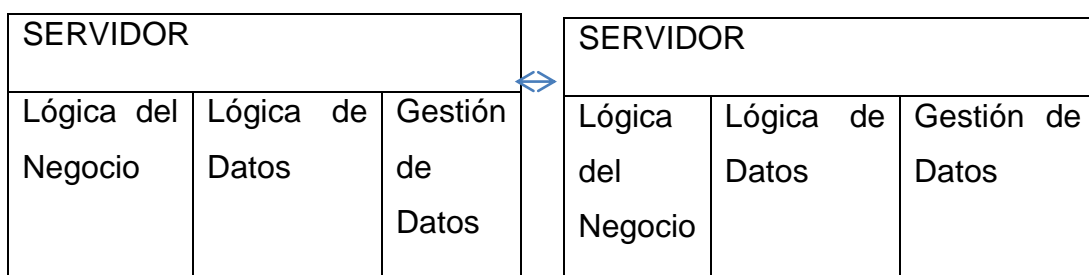 SERVIDOR
Lógica del
Negocio
Lógica de
Datos
Gestión
de
Datos
SERVIDOR
Lógica
del
Negocio
Lógica de
Datos
Gestión de
Datos